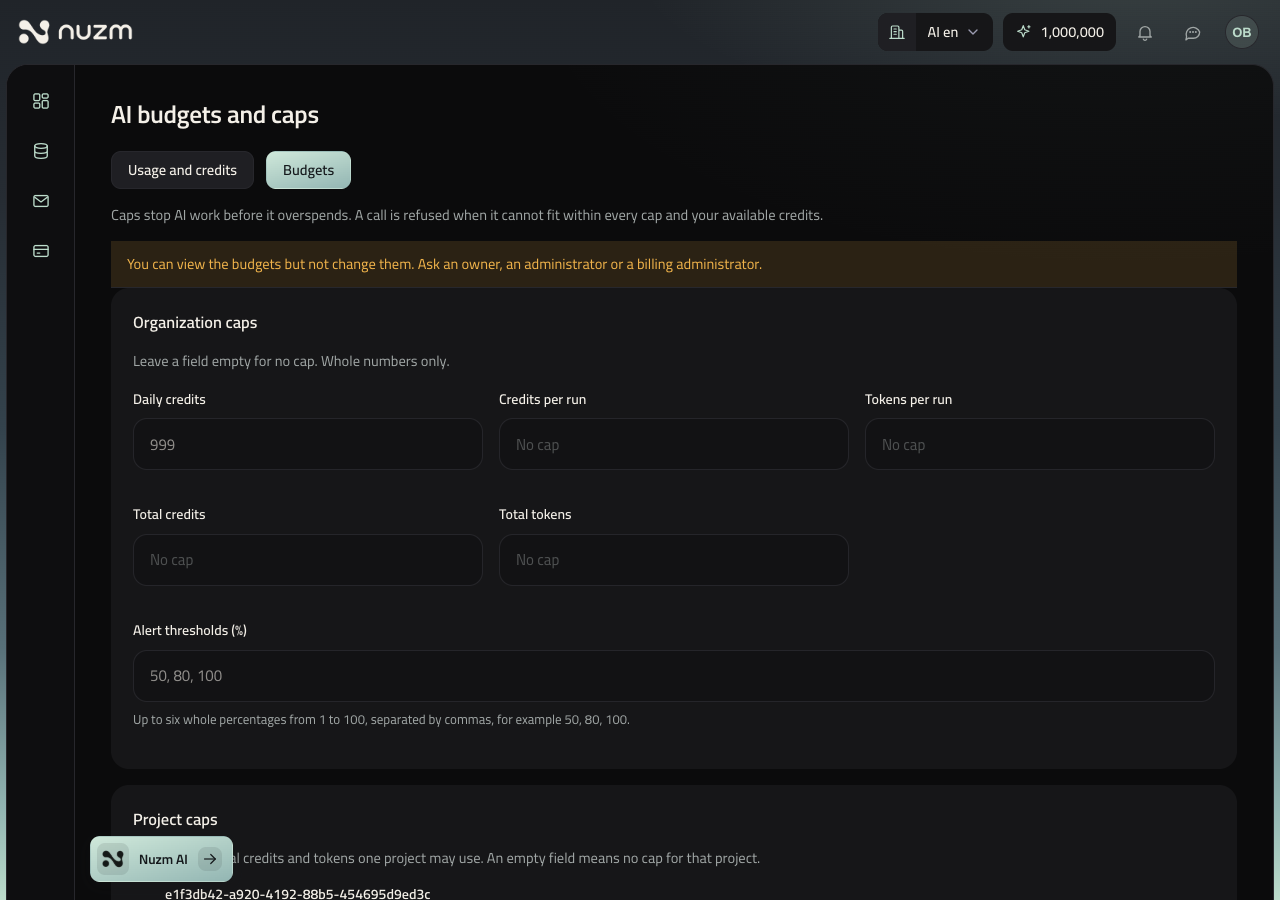 nuzm
AI en
1,000,000
OB
AI budgets and caps
Usage and credits
Budgets
Caps stop AI work before it overspends. A call is refused when it cannot fit within every cap and your available credits.
You can view the budgets but not change them. Ask an owner, an administrator or a billing administrator.
Organization caps
Leave a field empty for no cap. Whole numbers only.
Daily credits
Credits per run
Tokens per run
999
No cap
No cap
Total credits
Total tokens
No cap
No cap
Alert thresholds (%)
50, 80, 100
Up to six whole percentages from 1 to 100, separated by commas, for example 50, 80, 100.
Project caps
credits and tokens one project may use. An empty field means no cap for that project.
Nuzm AI
e1f3db42-a920-4192-88b5-454695d9ed3c